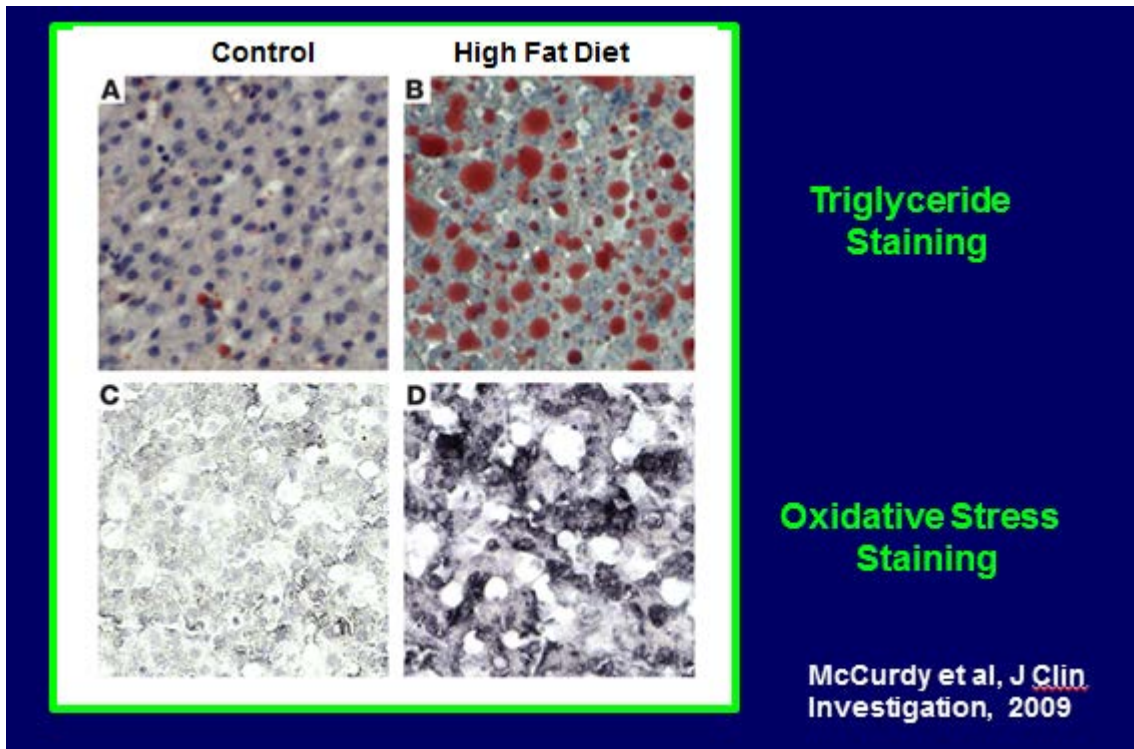 Control
High Fat Diet
A
B
Triglyceride
Staining
C
D
Oxidative Stress
Staining
McCurdy et al, J Clin
Investigation, 2009